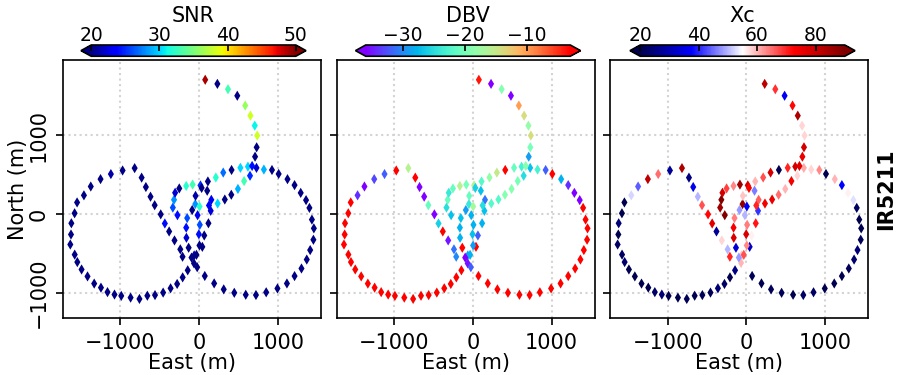 SNR
20 30 40 50
DBV
−30 −20 −10
Xc
20 40 60 80
North (m)
1000
0
−1000
−1000 0 1000
East (m)
−1000 0 1000
East (m)
−1000 0 1000
East (m)
IR5211